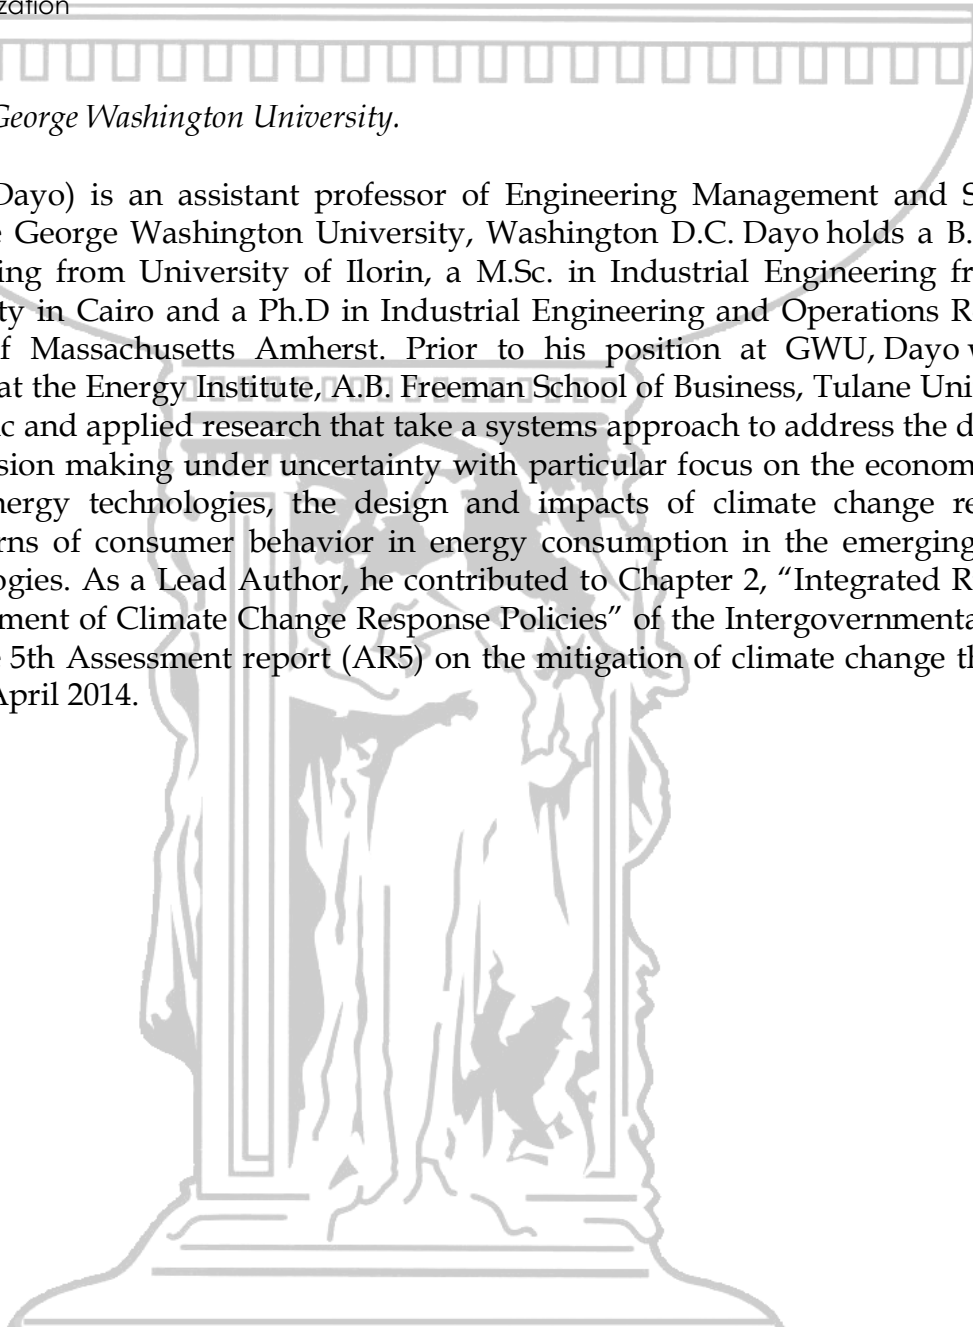 zation
George Washington University.
Dayo) is an assistant professor of Engineering Management and S
e George Washington University, Washington D.C. Dayo holds a B.
ing from University of Ilorin, a M.Sc. in Industrial Engineering fr
ty in Cairo and a Ph.D in Industrial Engineering and Operations R
f Massachusetts Amherst. Prior to his position at GWU, Dayo w
at the Energy Institute, A.B. Freeman School of Business, Tulane Uni
ic and applied research that take a systems approach to address the d
sion making under uncertainty with particular focus on the econom
nergy technologies, the design and impacts of climate change re
rns of consumer behavior in energy consumption in the emerging
ogies. As a Lead Author, he contributed to Chapter 2, “Integrated R
ment of Climate Change Response Policies” of the Intergovernmenta
e 5th Assessment report (AR5) on the mitigation of climate change th
April 2014.